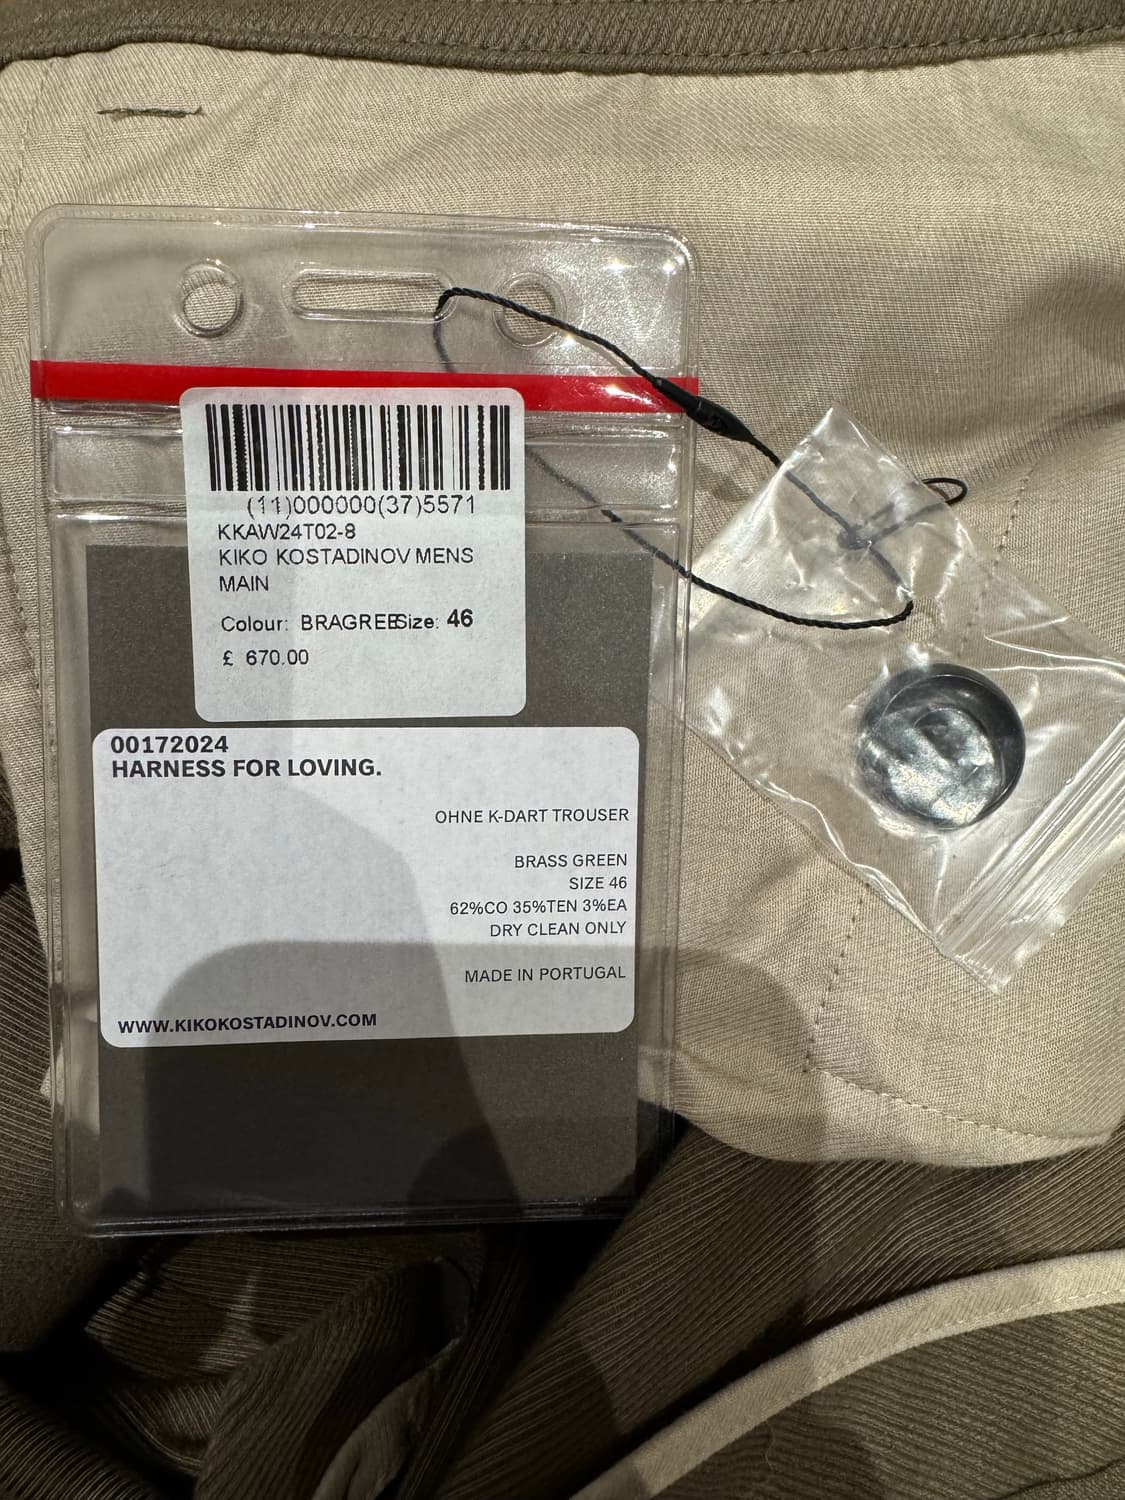 (11)000000(37)5571
KKAW24T02-8
KIKO KOSTADINOV MENS
MAIN
Colour: BRAGREESize: 46
£ 670.00
00172024
HARNESS FOR LOVING.
OHNE K-DART TROUSER
BRASS GREEN
SIZE 46
62%CO 35%TEN 3%EA
DRY CLEAN ONLY
MADE IN PORTUGAL
WWW.KIKOKOSTADINOV.COM